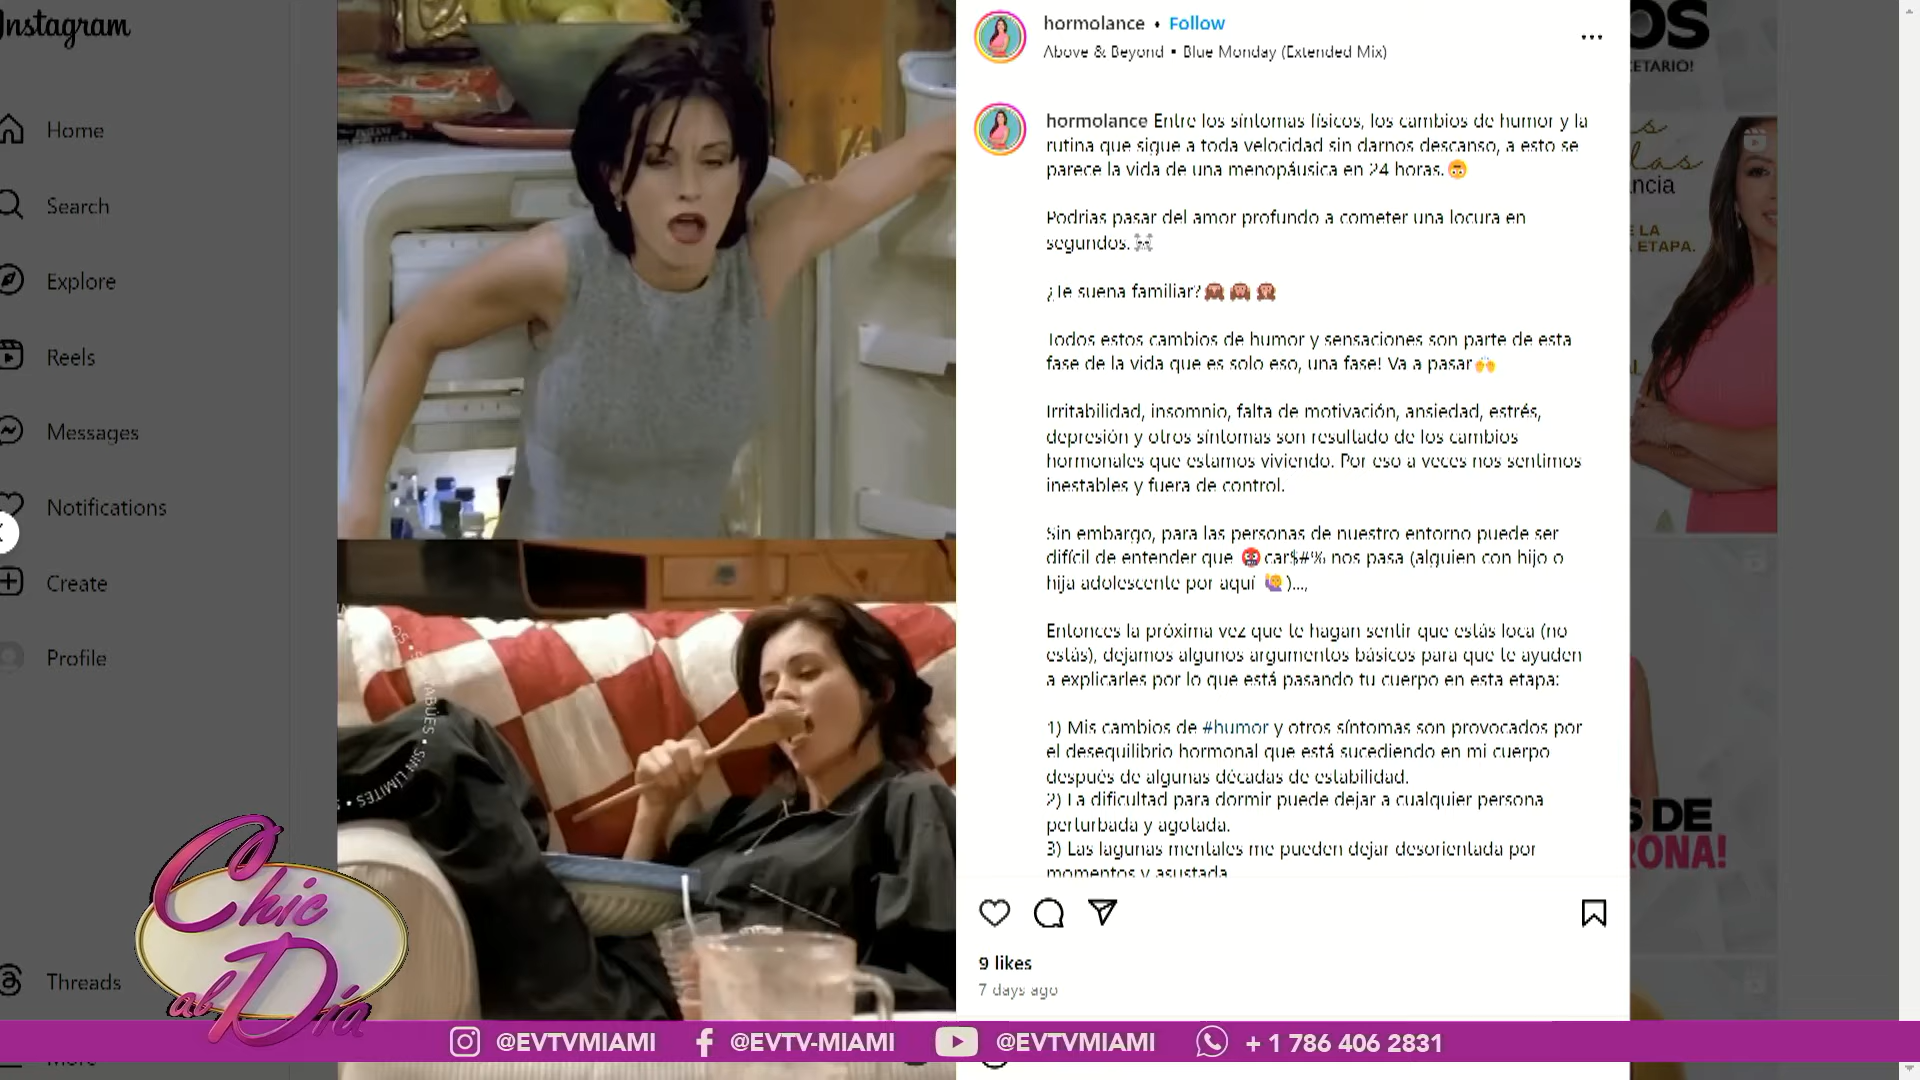 Instagram
Home
Search
Explore
Reels
Messages
Notifications
Create
Profile
Threads
More
hormolance • Follow
Above & Beyond • Blue Monday (Extended Mix)
hormolance Entre los síntomas físicos, los cambios de humor y la
rutina que sigue a toda velocidad sin darnos descanso, a esto se
parece la vida de una menopáusica en 24 horas.🙃
Podrías pasar del amor profundo a cometer una locura en
segundos.☠️
¿Te suena familiar?🙈 🙉 🙊
Todos estos cambios de humor y sensaciones son parte de esta
fase de la vida que es solo eso, una fase! Va a pasar🙌
Irritabilidad, insomnio, falta de motivación, ansiedad, estrés,
depresión y otros síntomas son resultado de los cambios
hormonales que estamos viviendo. Por eso a veces nos sentimos
inestables y fuera de control.
Sin embargo, para las personas de nuestro entorno puede ser
difícil de entender que 🤬car$#% nos pasa (alguien con hijo o
hija adolescente por aquí 🙋‍♀️)...,
Entonces la próxima vez que te hagan sentir que estás loca (no
estás), dejamos algunos argumentos básicos para que te ayuden
a explicarles por lo que está pasando tu cuerpo en esta etapa:
1) Mis cambios de #humor y otros síntomas son provocados por
el desequilibrio hormonal que está sucediendo en mi cuerpo
después de algunas décadas de estabilidad.
2) La dificultad para dormir puede dejar a cualquier persona
perturbada y agotada.
3) Las lagunas mentales me pueden dejar desorientada por
momentos y asustada
9 likes
7 days ago
OS
ETARIO!
ncia
LA
ETAPA.
S DE
RONA!
TABÚES • SIN LÍMITES •
Chic
al Día
@EVTVMIAMI
@EVTV-MIAMI
@EVTVMIAMI
+ 1 786 406 2831